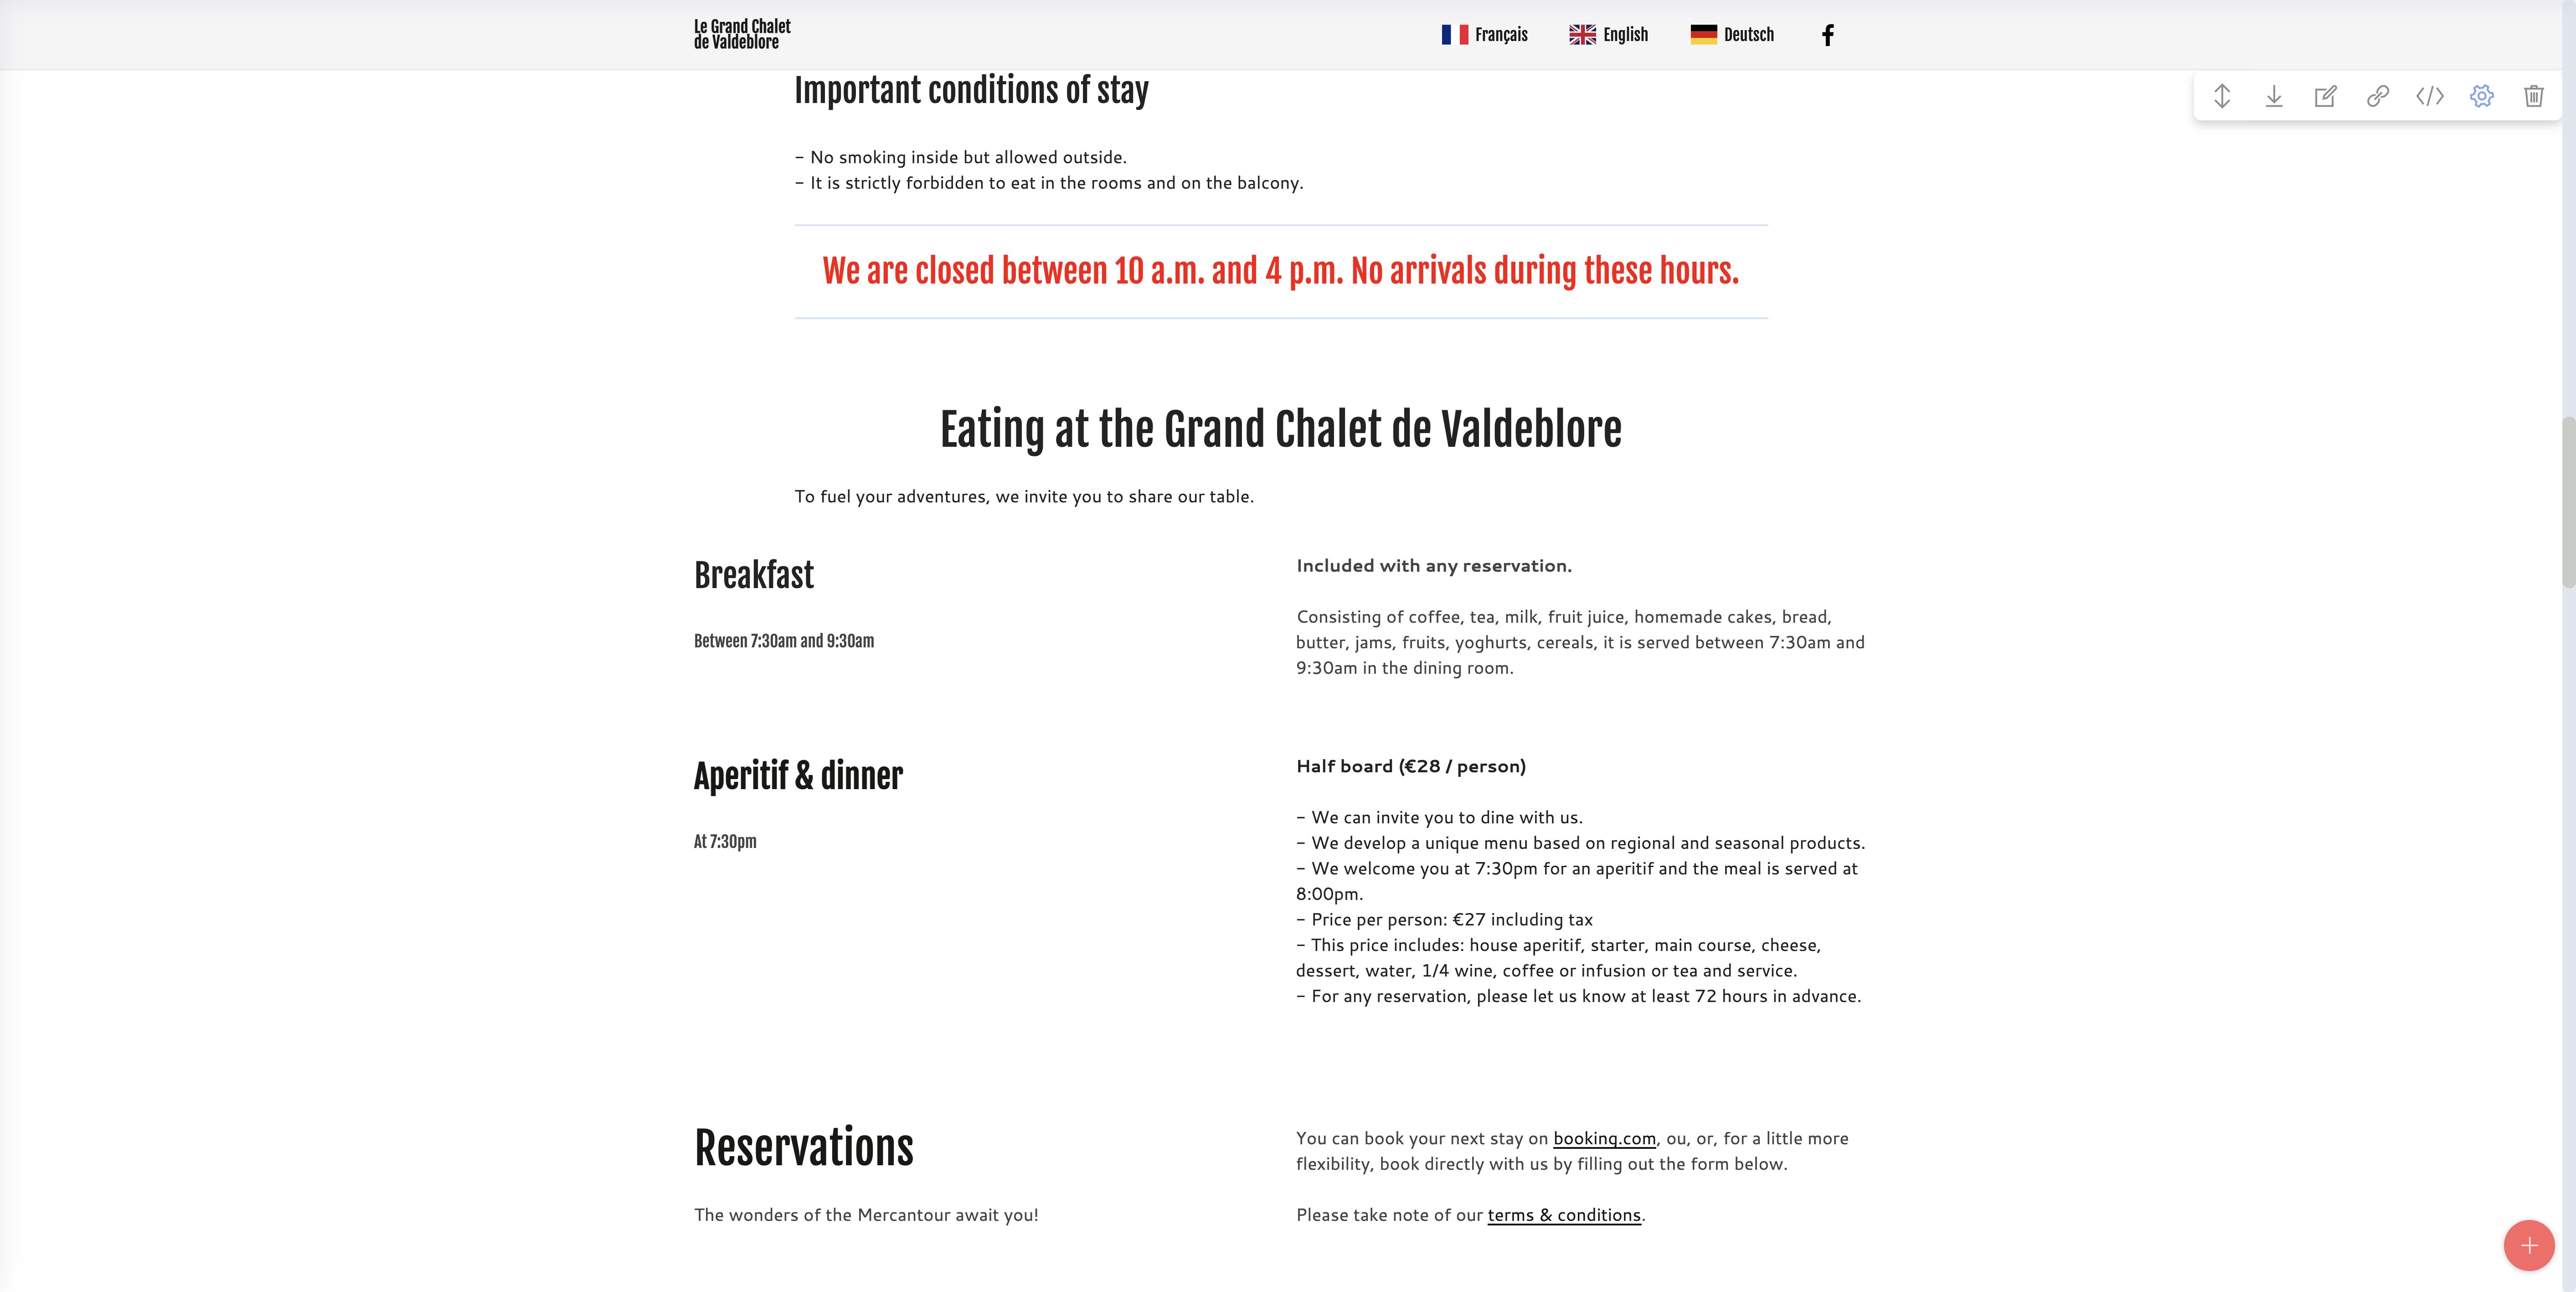 Le Grand Chalet
de Valdeblore
Français
English
Deutsch
Important conditions of stay
- No smoking inside but allowed outside.
- It is strictly forbidden to eat in the rooms and on the balcony.
We are closed between 10 a.m. and 4 p.m. No arrivals during these hours.
Eating at the Grand Chalet de Valdeblore
To fuel your adventures, we invite you to share our table.
Breakfast
Between 7:30am and 9:30am
Included with any reservation.
Consisting of coffee, tea, milk, fruit juice, homemade cakes, bread,
butter, jams, fruits, yoghurts, cereals, it is served between 7:30am and
9:30am in the dining room.
Aperitif & dinner
At 7:30pm
Half board (€28 / person)
- We can invite you to dine with us.
- We develop a unique menu based on regional and seasonal products.
- We welcome you at 7:30pm for an aperitif and the meal is served at
8:00pm.
- Price per person: €27 including tax
- This price includes: house aperitif, starter, main course, cheese,
dessert, water, 1/4 wine, coffee or infusion or tea and service.
- For any reservation, please let us know at least 72 hours in advance.
Reservations
The wonders of the Mercantour await you!
You can book your next stay on booking.com, ou, or, for a little more
flexibility, book directly with us by filling out the form below.
Please take note of our terms & conditions.